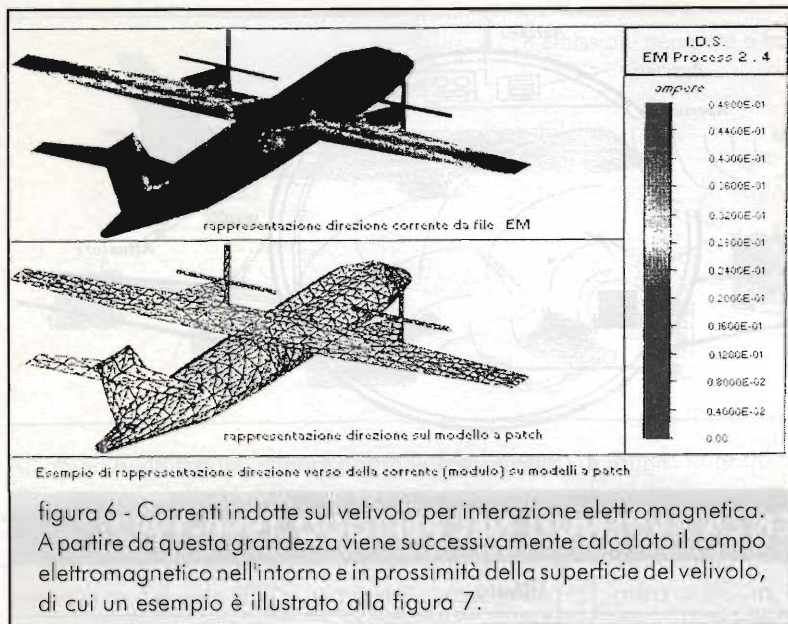 I.D.S.
EM Process 2.4
ampere
0.4800E-01
0.4400E-01
0.4000E-01
0.3600E-01
0.3200E-01
0.2800E-01
0.2400E-01
0.2000E-01
0.1600E-01
0.1200E-01
0.8000E-02
0.4000E-02
0.00
rappresentazione direzione corrente da file EM
rappresentazione direzione sul modello a patch
Esempio di rappresentazione direzione verso della corrente (modulo) su modelli a patch
figura 6 - Correnti indotte sul velivolo per interazione elettromagnetica.
A partire da questa grandezza viene successivamente calcolato il campo
elettromagnetico nell'intorno e in prossimità della superficie del velivolo,
di cui un esempio è illustrato alla figura 7.